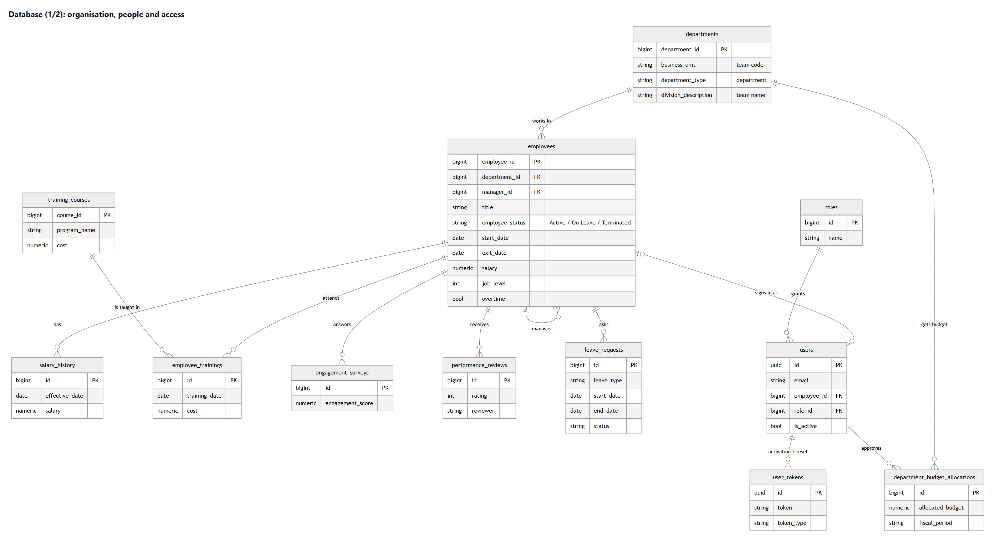 Database (1/2): organisation, people and access
departments
bigint department_id PK
string business_unit team code
string department_type department
string division_description team name
works in
employees
bigint employee_id PK
bigint department_id FK
bigint manager_id FK
string title
string employee_status Active / On Leave / Terminated
date start_date
date exit_date
numeric salary
int job_level
bool overtime
training_courses
bigint course_id PK
string program_name
numeric cost
roles
bigint id PK
string name
is taught in
attends
signs in as
grants
has
answers
receives
manages
asks
gets budget
salary_history
bigint id PK
date effective_date
numeric salary
employee_trainings
bigint id PK
date training_date
numeric cost
engagement_surveys
bigint id PK
numeric engagement_score
performance_reviews
bigint id PK
int rating
string reviewer
leave_requests
bigint id PK
string leave_type
date start_date
date end_date
string status
users
uuid id PK
string email
bigint employee_id FK
bigint role_id FK
bool is_active
activation / reset
approves
user_tokens
uuid id PK
string token
string token_type
department_budget_allocations
bigint id PK
numeric allocated_budget
string fiscal_period